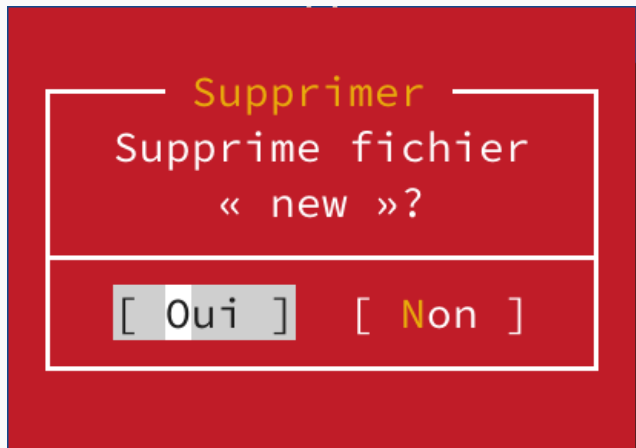 Supprimer
Supprime fichier
« new »?
[ Oui ] [ Non ]